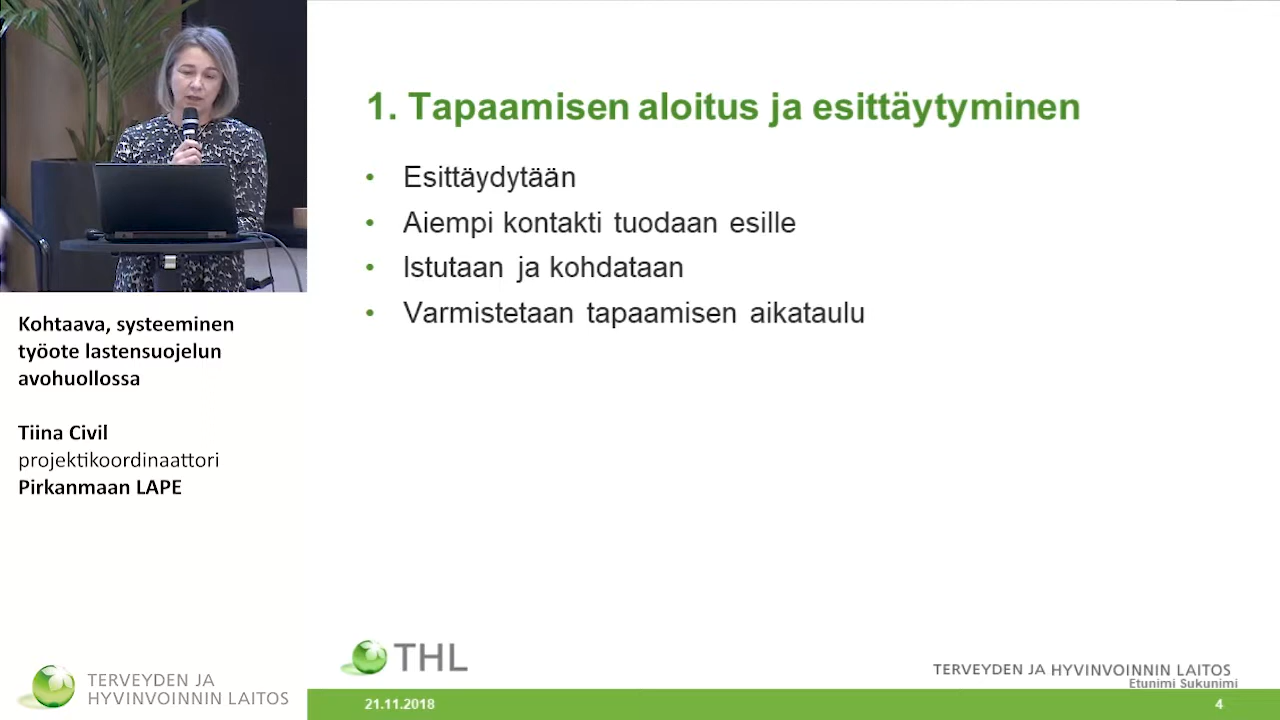 1. Tapaamisen aloitus ja esittäytyminen
• Esittäydytään
• Aiempi kontakti tuodaan esille
• Istutaan ja kohdataan
• Varmistetaan tapaamisen aikataulu
Kohtaava, systeeminen
työote lastensuojelun
avohuollossa
Tiina Civil
projektikoordinaattori
Pirkanmaan LAPE
TERVEYDEN JA
HYVINVOINNIN LAITOS
THL
TERVEYDEN JA HYVINVOINNIN LAITOS
Etunimi Sukunimi
21.11.2018
4